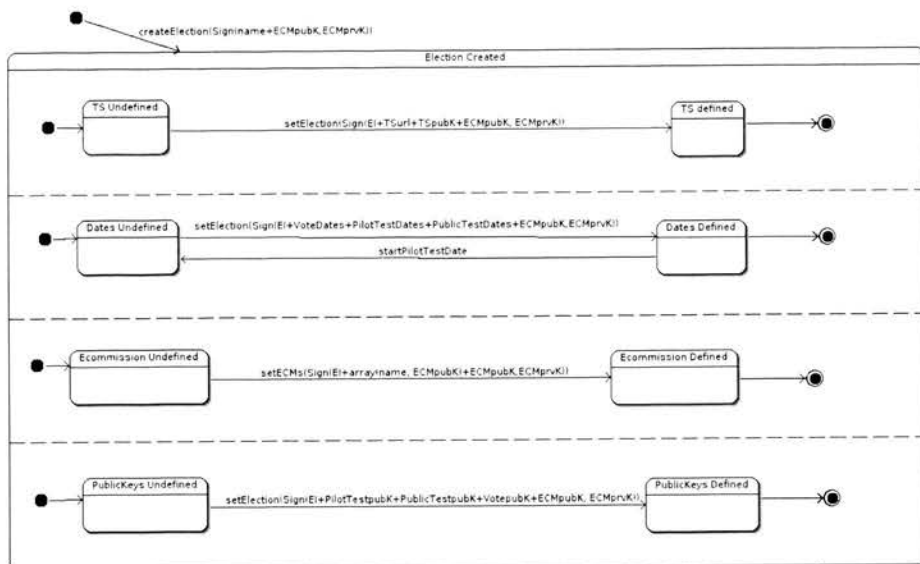 createElection(Sign(name+ECMpubK,ECMprvK))
Election Created
TS Undefined
TS defined
setElection(Sign(EI+TSurl+TSpubK+ECMpubK, ECMprvK))
Dates Undefined
setElection(Sign(EI+VoteDates+PilotTestDates+PublicTestDates+ECMpubK,ECMprvK))
Dates Defined
startPilotTestDate
Ecommission Undefined
Ecommission Defined
setECMs(Sign(EI+array(name, ECMpubK)+ECMpubK,ECMprvK))
PublicKeys Undefined
PublicKeys Defined
setElection(Sign(EI+PilotTestpubK+PublicTestpubK+VotepubK+ECMpubK, ECMprvK))